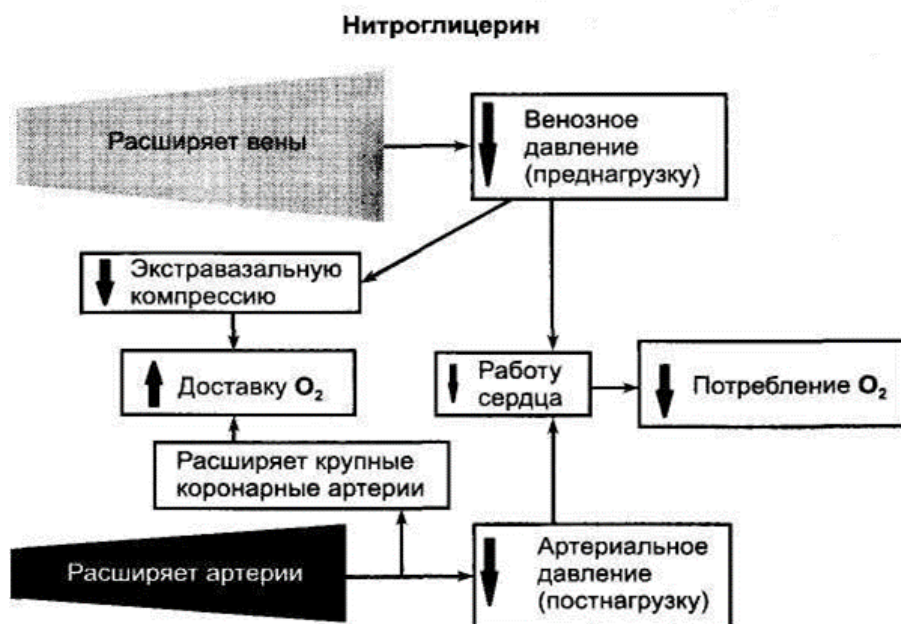 Нитроглицерин
Расширяет вены
Венозное
давление
(преднагрузку)
Экстравазальную
компрессию
Доставку O₂
Работу
сердца
Потребление O₂
Расширяет крупные
коронарные артерии
Расширяет артерии
Артериальное
давление
(постнагрузку)